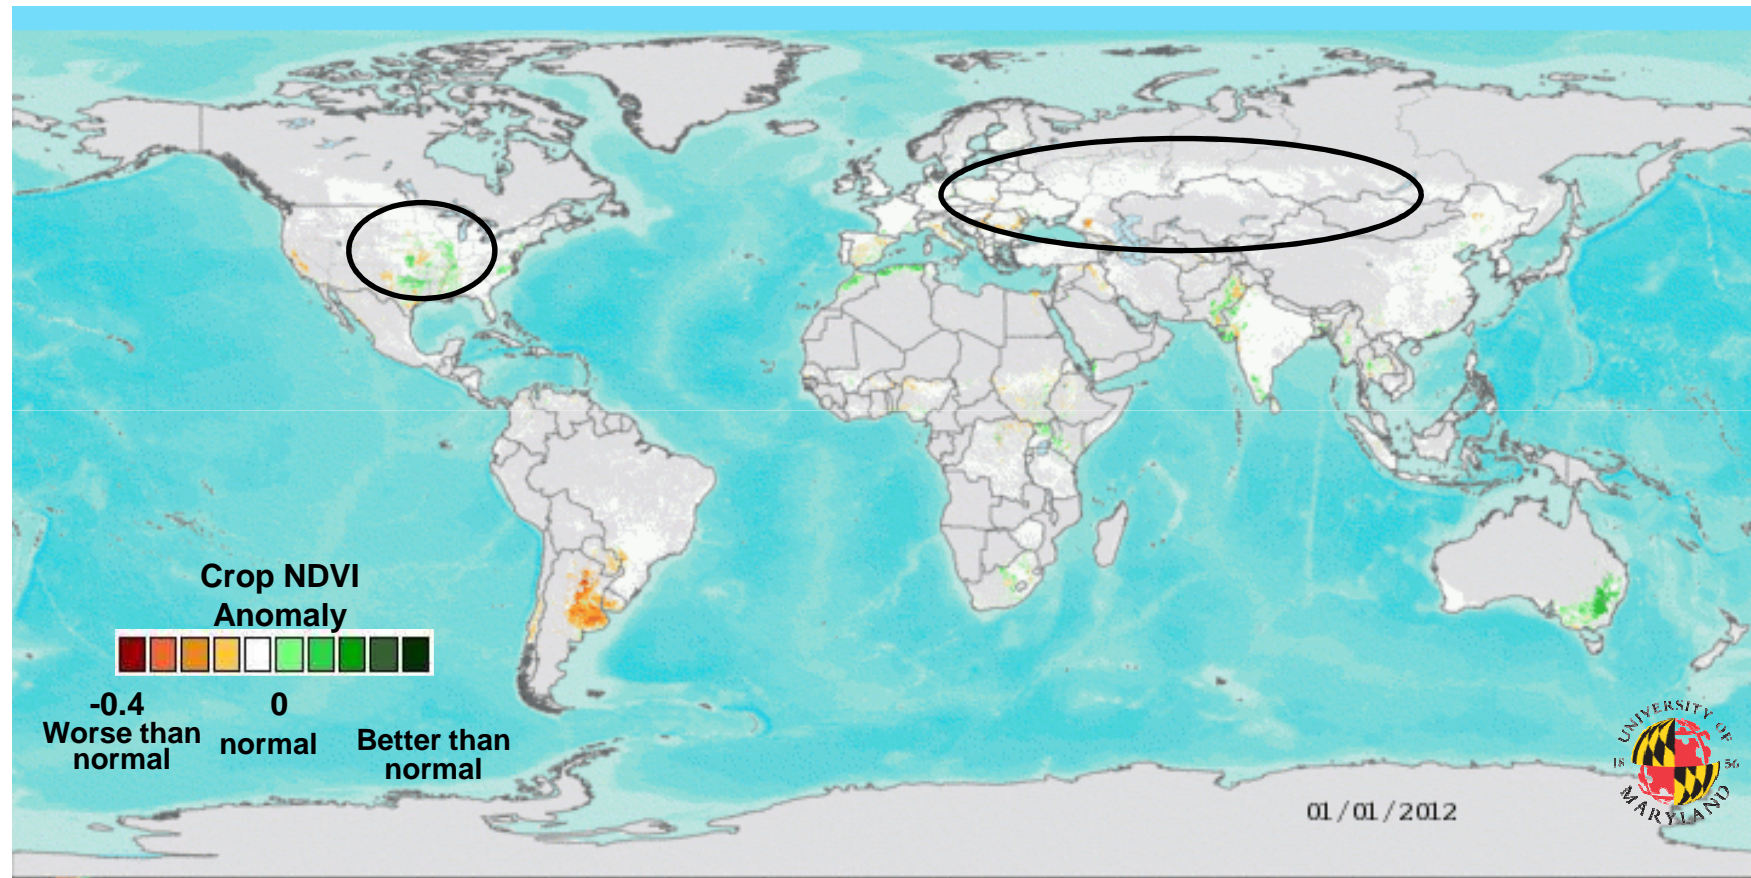 Crop NDVI
Anomaly
-0.4
0
Worse than
normal
normal
Better than
normal
01/01/2012
UNIVERSITY OF
18 56
MARYLAND